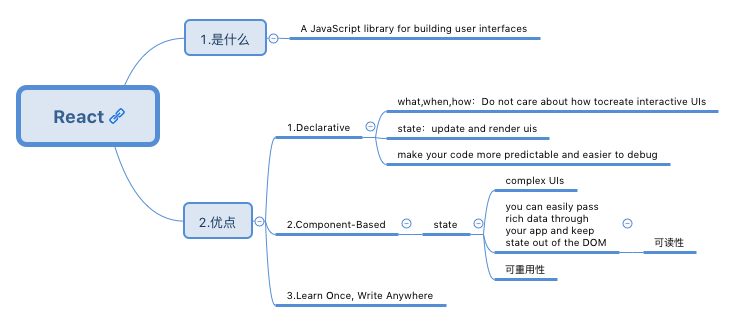 React
1.是什么
A JavaScript library for building user interfaces
2.优点
1.Declarative
what,when,how：Do not care about how tocreate interactive UIs
state：update and render uis
make your code more predictable and easier to debug
2.Component-Based
state
complex UIs
you can easily pass
rich data through
your app and keep
state out of the DOM
可读性
可重用性
3.Learn Once, Write Anywhere